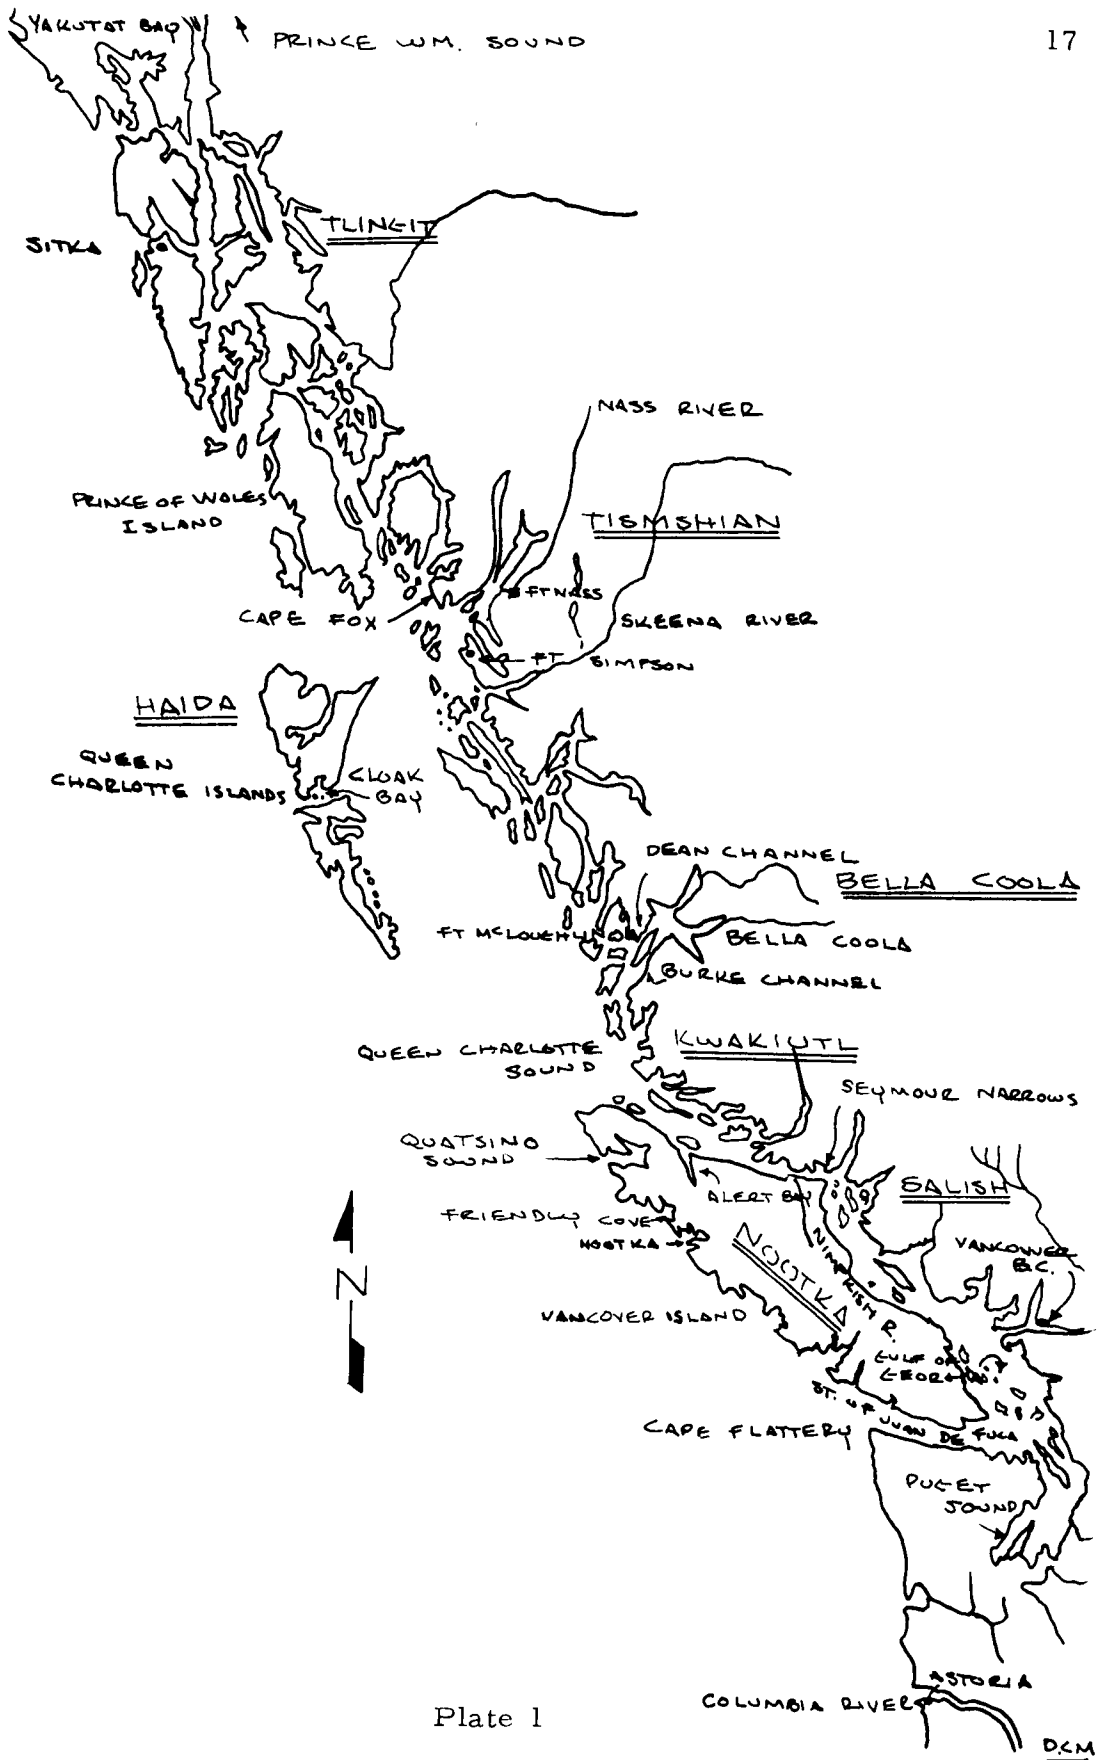 YAKUTAT BAY
PRINCE WM. SOUND
17
TLINGIT
SITKA
NASS RIVER
PRINCE OF WALES
ISLAND
TISMSHIAN
FT NASS
CAPE FOX
SKEENA RIVER
FT SIMPSON
HAIDA
QUEEN
CHARLOTTE ISLANDS
CLOAK
BAY
DEAN CHANNEL
BELLA COOLA
FT McLOUGHLIN
BELLA COOLA
BURKE CHANNEL
KWAKIUTL
QUEEN CHARLOTTE
SOUND
SEYMOUR NARROWS
QUATSINO
SOUND
SALISH
ALERT BAY
FRIENDLY COVE
NOOTKA
NOOTKA
NIMPKISH R.
VANCOUVER
B.C.
VANCOVER ISLAND
GULF OF
GEORGIA
ST. OF JUAN DE FUCA
CAPE FLATTERY
PUGET
SOUND
ASTORIA
COLUMBIA RIVER
N
Plate 1
D.C.M